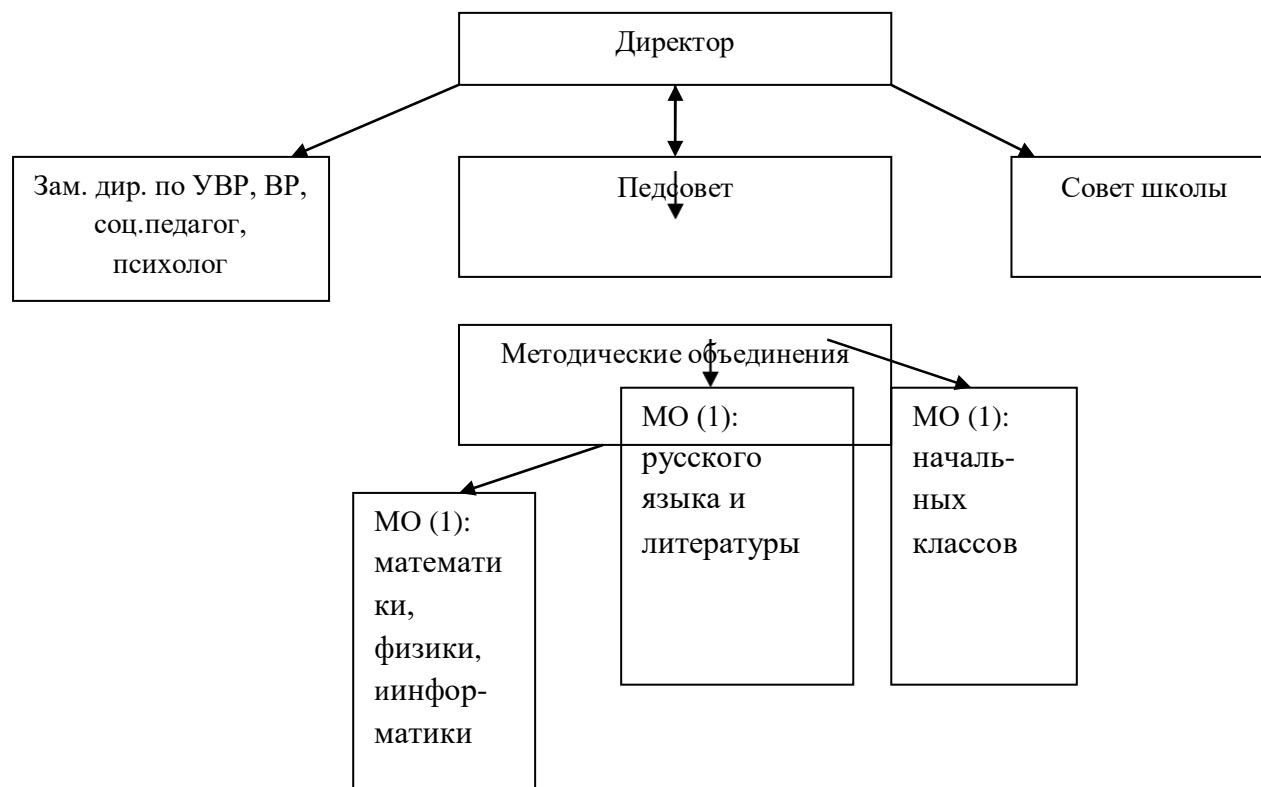 Директор
Зам. дир. по УВР, ВР,
соц.педагог,
психолог
Педсовет
Совет школы
Методические объединения
МО (1):
русского
языка и
литературы
МО (1):
началь-
ных
классов
МО (1):
математи
ки,
физики,
иинфор-
матики